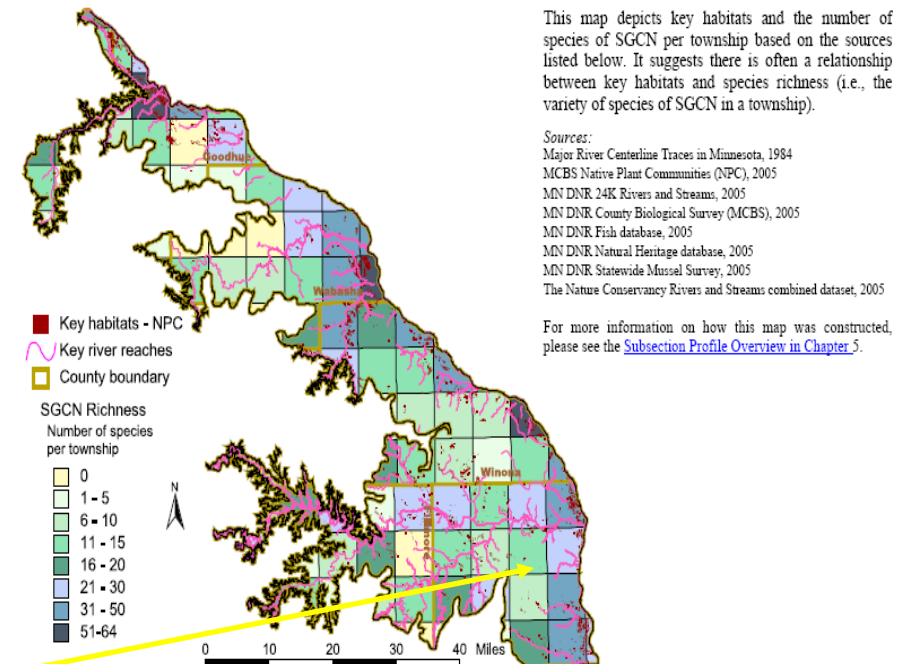 This map depicts key habitats and the number of
species of SGCN per township based on the sources
listed below. It suggests there is often a relationship
between key habitats and species richness (i.e., the
variety of species of SGCN in a township).
Sources:
Major River Centerline Traces in Minnesota, 1984
MCBS Native Plant Communities (NPC), 2005
MN DNR 24K Rivers and Streams, 2005
MN DNR County Biological Survey (MCBS), 2005
MN DNR Fish database, 2005
MN DNR Natural Heritage database, 2005
MN DNR Statewide Mussel Survey, 2005
The Nature Conservancy Rivers and Streams combined dataset, 2005
For more information on how this map was constructed,
please see the Subsection Profile Overview in Chapter 5.
Goodhue
Wabasha
Winona
Key habitats - NPC
Key river reaches
County boundary
SGCN Richness
Number of species
per township
0
1 - 5
6 - 10
11 - 15
16 - 20
21 - 30
31 - 50
51-64
N
0 10 20 30 40 Miles